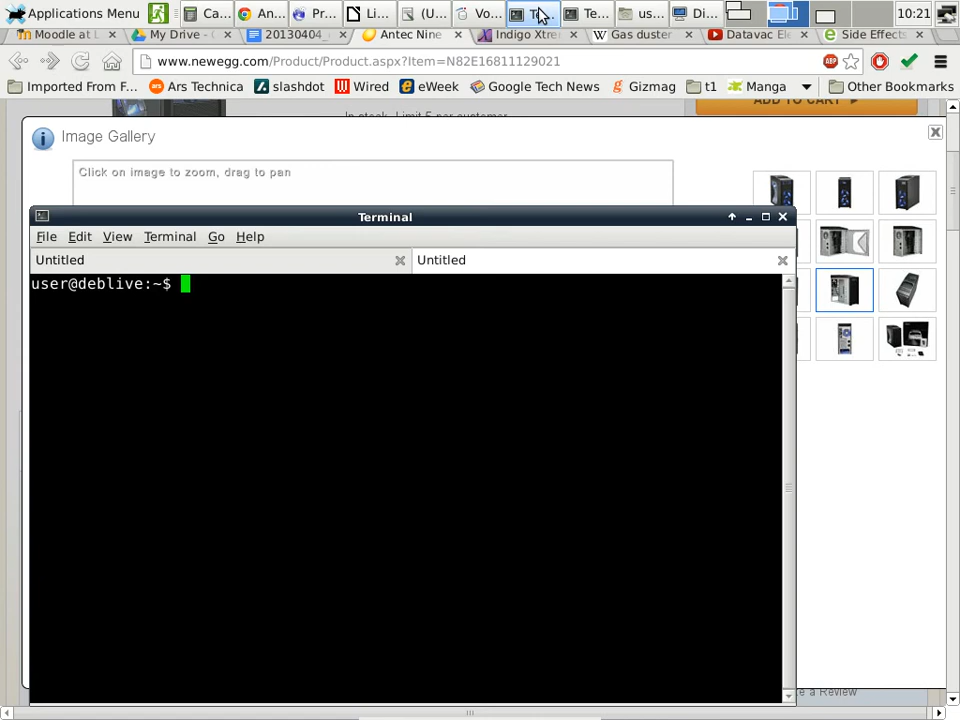 Applications Menu Ca... An... Pr... Li... (U... Vo... T... Te... us... Di... 10:21
Moodle at L My Drive - 20130404_ Antec Nine Indigo Xtre Gas duster Datavac Ele Side Effects
www.newegg.com/Product/Product.aspx?Item=N82E16811129021 ABP
Imported From F... Ars Technica slashdot Wired eWeek Google Tech News Gizmag t1 Manga Other Bookmarks
ADD TO CART
In stock. Limit 5 per customer.
Image Gallery
Click on image to zoom, drag to pan
Terminal
File Edit View Terminal Go Help
Untitled Untitled
user@deblive:~$
e a Review